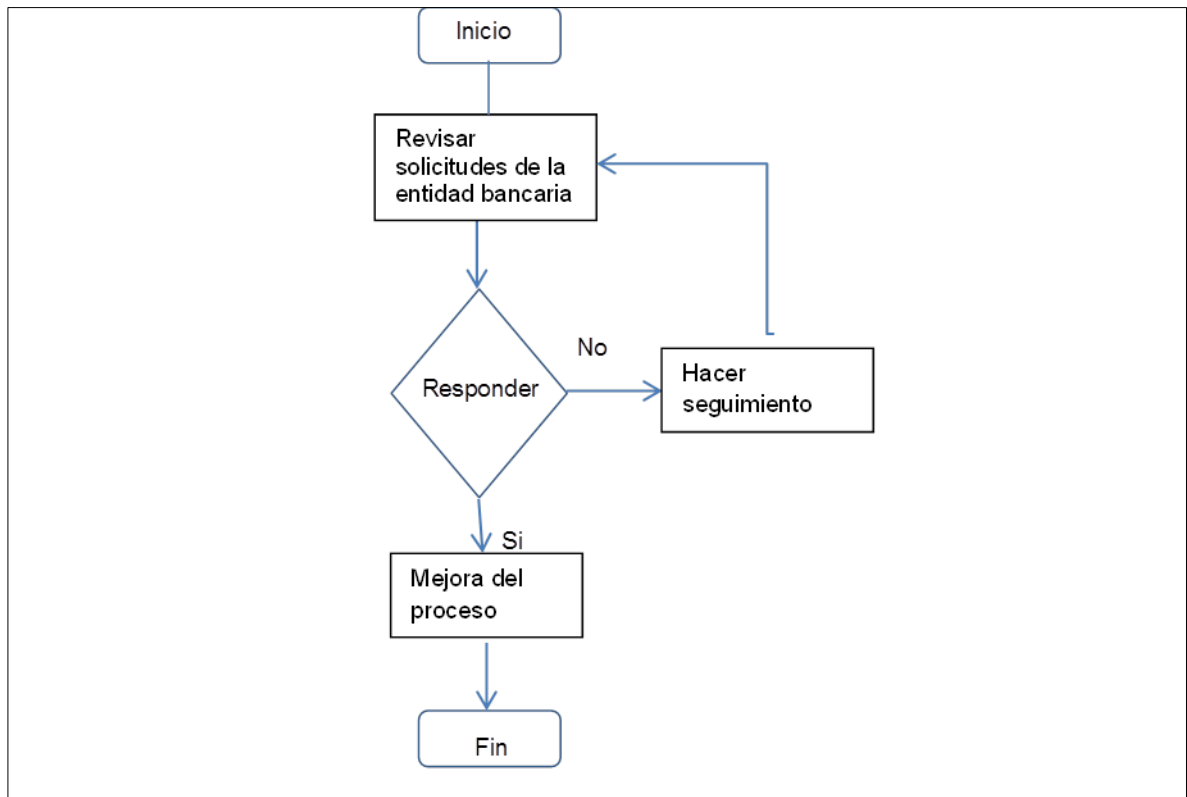 Inicio
Revisar
solicitudes de la
entidad bancaria
Responder
No
Hacer
seguimiento
Si
Mejora del
proceso
Fin